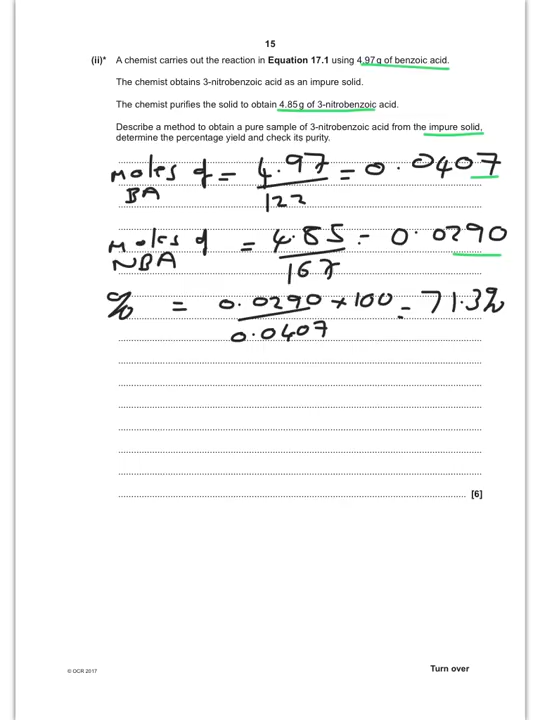 15
(ii)* A chemist carries out the reaction in Equation 17.1 using 4.97g of benzoic acid.
The chemist obtains 3-nitrobenzoic acid as an impure solid.
The chemist purifies the solid to obtain 4.85g of 3-nitrobenzoic acid.
Describe a method to obtain a pure sample of 3-nitrobenzoic acid from the impure solid,
determine the percentage yield and check its purity.
Moles of BA = 4.97 / 122 = 0.0407
Moles of NBA = 4.85 / 167 = 0.0290
% = 0.0290 × 100 / 0.0407 = 71.3%
[6]
© OCR 2017
Turn over